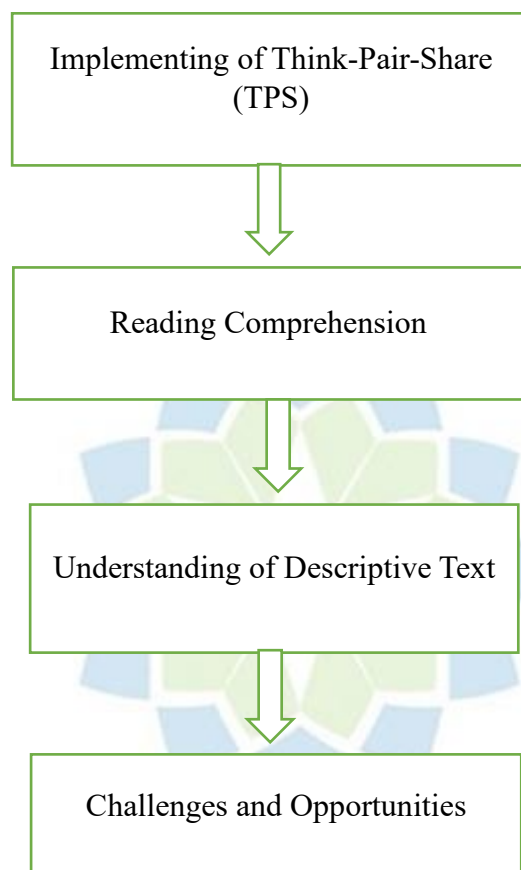 Implementing of Think-Pair-Share
(TPS)
Reading Comprehension
Understanding of Descriptive Text
Challenges and Opportunities